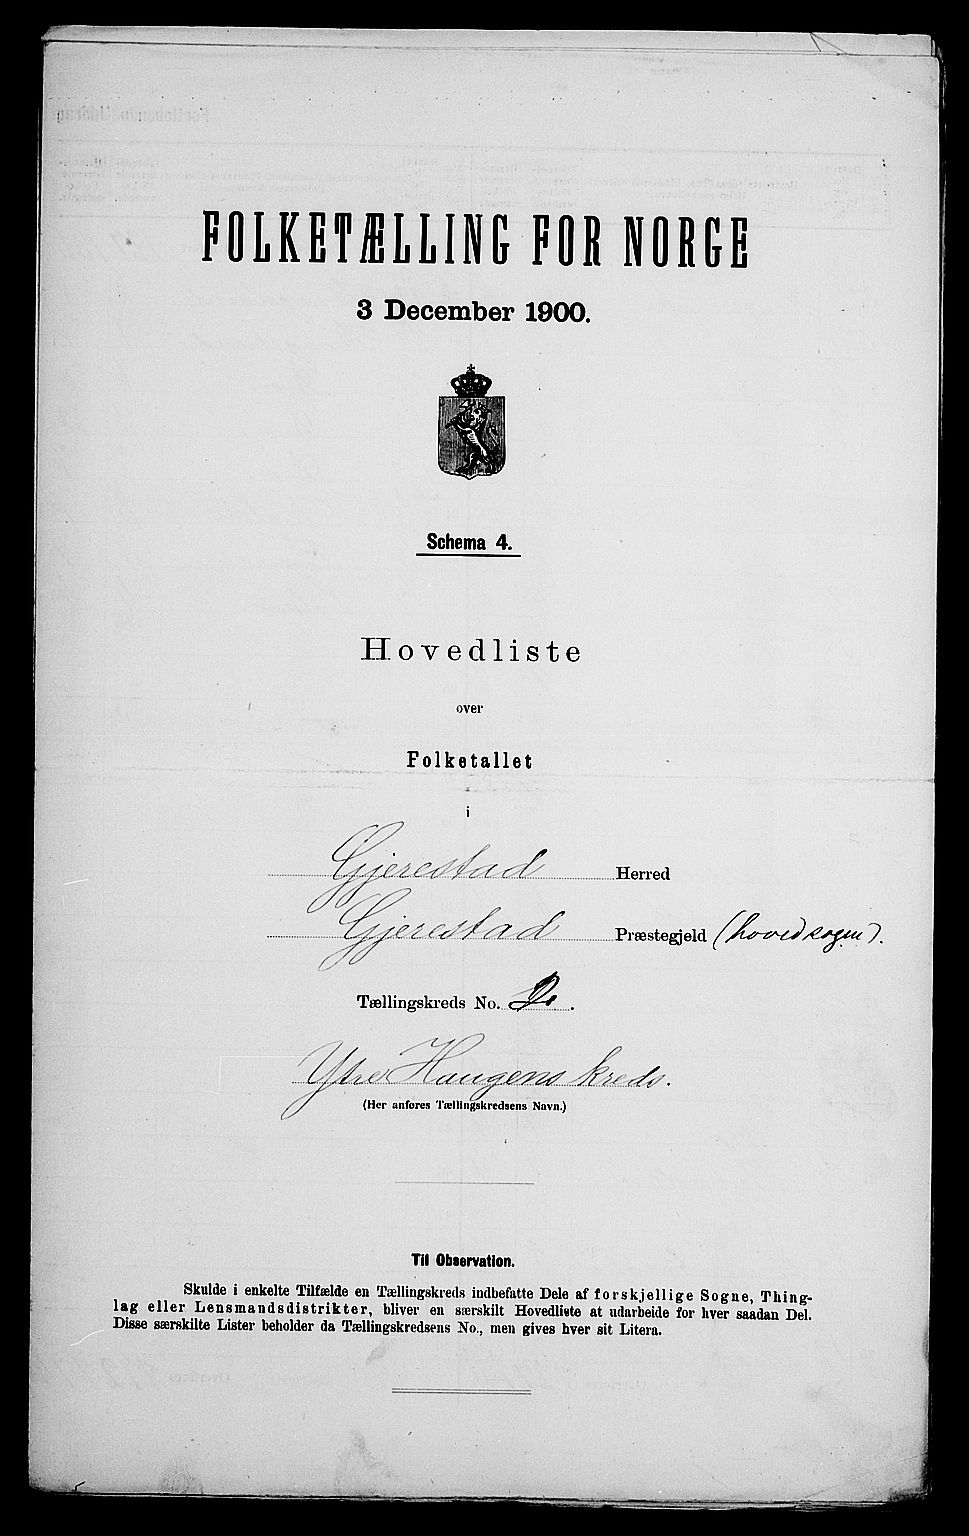 FOLKETÆLLING FOR NORGE
3 December 1900.
Schema 4.
Hovedliste
over
Folketallet
i
Gjerestad Herred
Gjerestad Præstegjeld (hovedsogen).
Tællingskreds No. 2.
Ytre Haugens kreds.
(Her anføres Tællingskredsens Navn.)
Til Observation.
Skulde i enkelte Tilfælde en Tællingskreds indbefatte Dele af forskjellige Sogne, Thing-
lag eller Lensmandsdistrikter, bliver en særskilt Hovedliste at udarbeide for hver saadan Del.
Disse særskilte Lister beholder da Tællingskredsens No., men gives hver sit Litera.